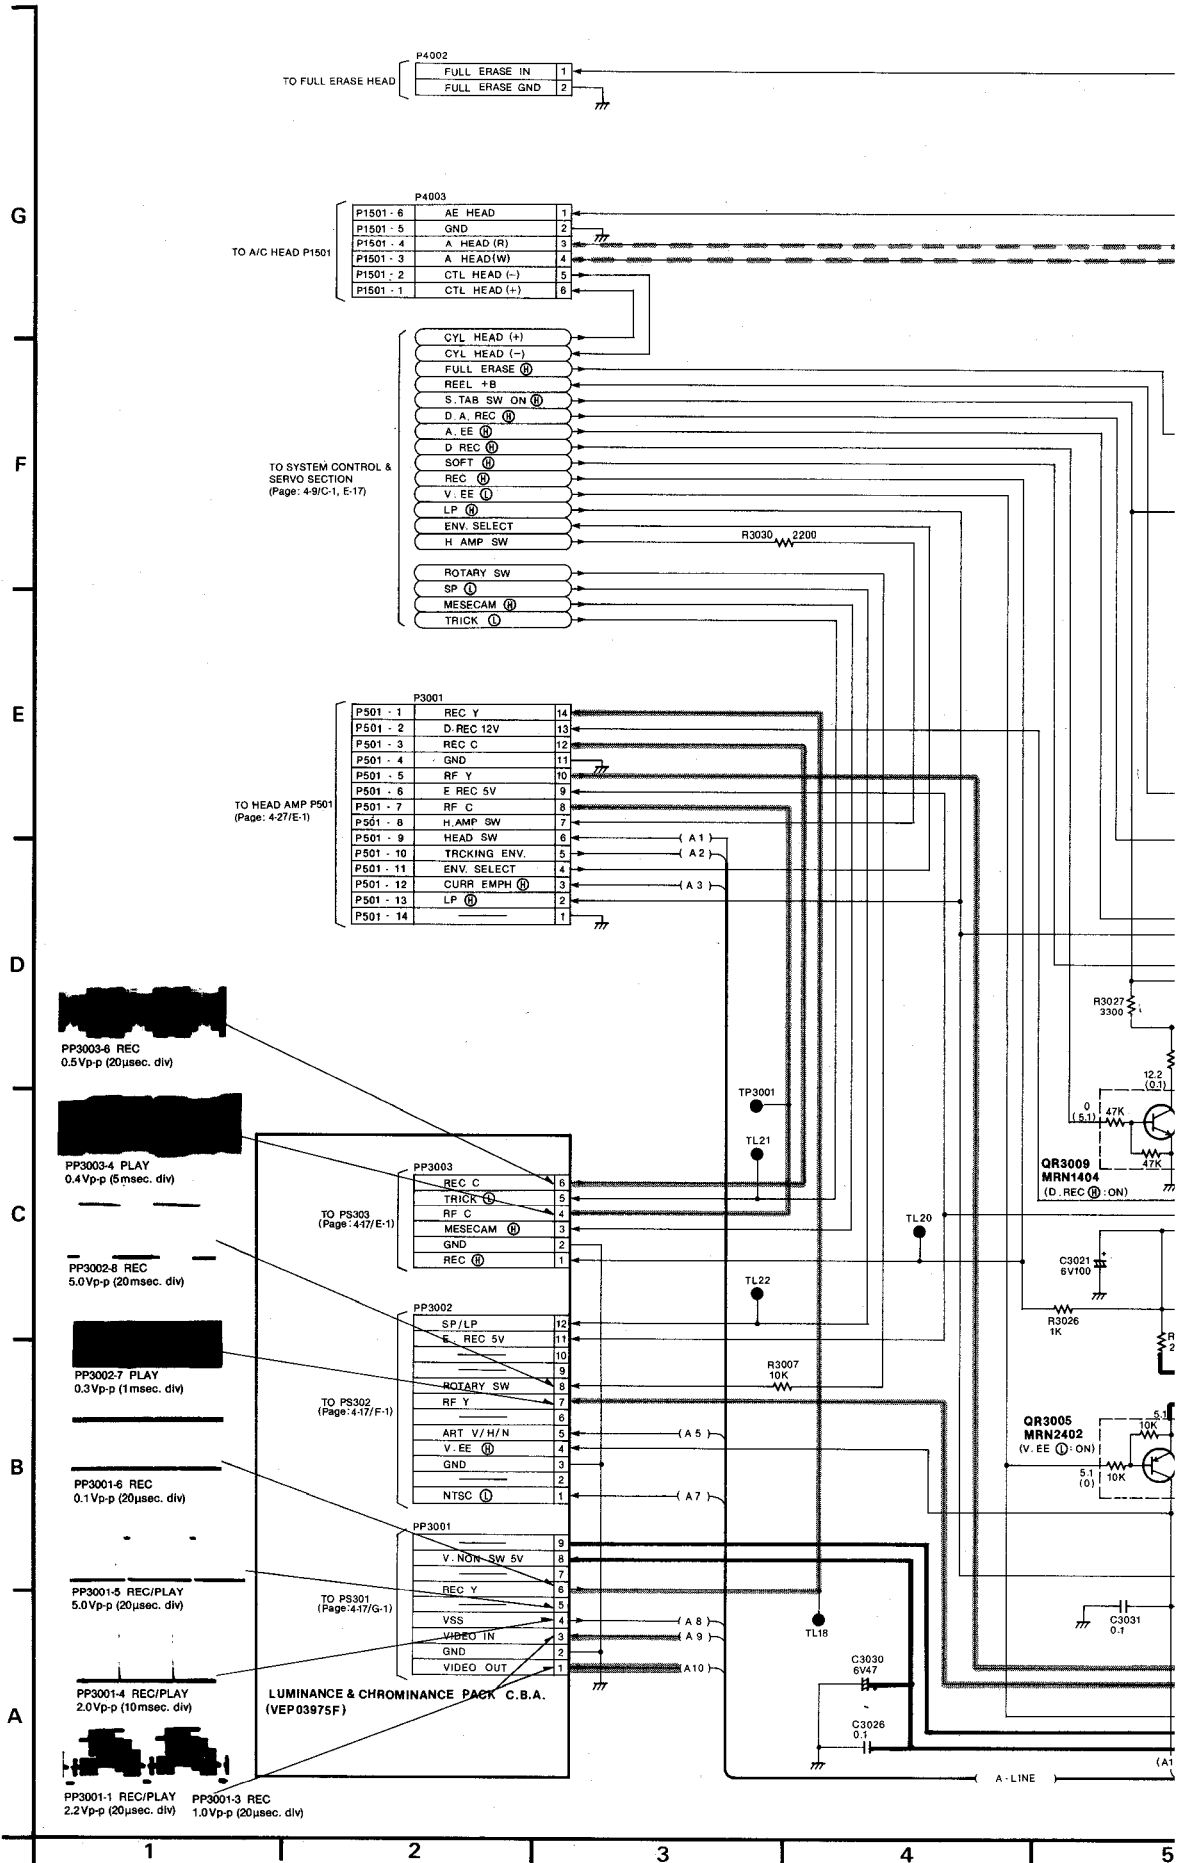 P4002
TO FULL ERASE HEAD
FULL ERASE IN 1
FULL ERASE GND 2
G
P4003
TO A/C HEAD P1501
P1501 - 6 AE HEAD 1
P1501 - 5 GND 2
P1501 - 4 A HEAD (R) 3
P1501 - 3 A HEAD(W) 4
P1501 - 2 CTL HEAD (-) 5
P1501 - 1 CTL HEAD (+) 6
CYL HEAD (+)
CYL HEAD (-)
FULL ERASE Ⓗ
REEL +B
S.TAB SW ON Ⓗ
D.A. REC Ⓗ
A. EE Ⓗ
D REC Ⓗ
SOFT Ⓗ
REC Ⓗ
V. EE Ⓛ
LP Ⓗ
ENV. SELECT
H AMP SW
F
TO SYSTEM CONTROL &
SERVO SECTION
(Page: 4-9/C-1, E-17)
R3030 2200
ROTARY SW
SP Ⓛ
MESECAM Ⓗ
TRICK Ⓛ
E
P3001
TO HEAD AMP P501
(Page: 4-27/E-1)
P501 - 1 REC Y 14
P501 - 2 D-REC 12V 13
P501 - 3 REC C 12
P501 - 4 GND 11
P501 - 5 RF Y 10
P501 - 6 E REC 5V 9
P501 - 7 RF C 8
P501 - 8 H.AMP SW 7
P501 - 9 HEAD SW 6 (A1)
P501 - 10 TRCKING ENV. 5 (A2)
P501 - 11 ENV. SELECT 4
P501 - 12 CURR EMPH Ⓗ 3 (A3)
P501 - 13 LP Ⓗ 2
P501 - 14 1
D
PP3003-6 REC
0.5Vp-p (20μsec. div)
R3027
3300
12.2
(0.1)
TP3001
TL21
0
(5.1)
47K
47K
QR3009
MRN1404
(D.REC Ⓗ:ON)
PP3003-4 PLAY
0.4Vp-p (5msec. div)
C
PP3003
TO PS303
(Page: 4-17/E-1)
REC C 6
TRICK Ⓛ 5
RF C 4
MESECAM Ⓗ 3
GND 2
REC Ⓗ 1
TL20
C3021
6V100
+
PP3002-8 REC
5.0Vp-p (20msec. div)
TL22
R3026
1K
R
2
PP3002
TO PS302
(Page: 4-17/F-1)
SP/LP 12
E. REC 5V 11
10
9
ROTARY SW 8
RF Y 7
6
ART V/H/N 5 (A5)
V. EE Ⓗ 4
GND 3
2
NTSC Ⓛ 1 (A7)
R3007
10K
PP3002-7 PLAY
0.3Vp-p (1msec. div)
B
QR3005
MRN2402
(V. EE Ⓛ:ON)
5.1
10K
5.1
(0)
10K
PP3001-6 REC
0.1Vp-p (20μsec. div)
PP3001
TO PS301
(Page: 4-17/G-1)
9
V-NON SW 5V 8
7
REC Y 6
5
VSS 4 (A8)
VIDEO IN 3 (A9)
GND 2
VIDEO OUT 1 (A10)
PP3001-5 REC/PLAY
5.0Vp-p (20μsec. div)
TL18
C3031
0.1
C3030
6V47
C3026
0.1
PP3001-4 REC/PLAY
2.0Vp-p (10msec. div)
LUMINANCE & CHROMINANCE PACK C.B.A.
(VEP03975F)
A
(A1
A-LINE
PP3001-1 REC/PLAY
2.2Vp-p (20μsec. div)
PP3001-3 REC
1.0Vp-p (20μsec. div)
1 2 3 4 5